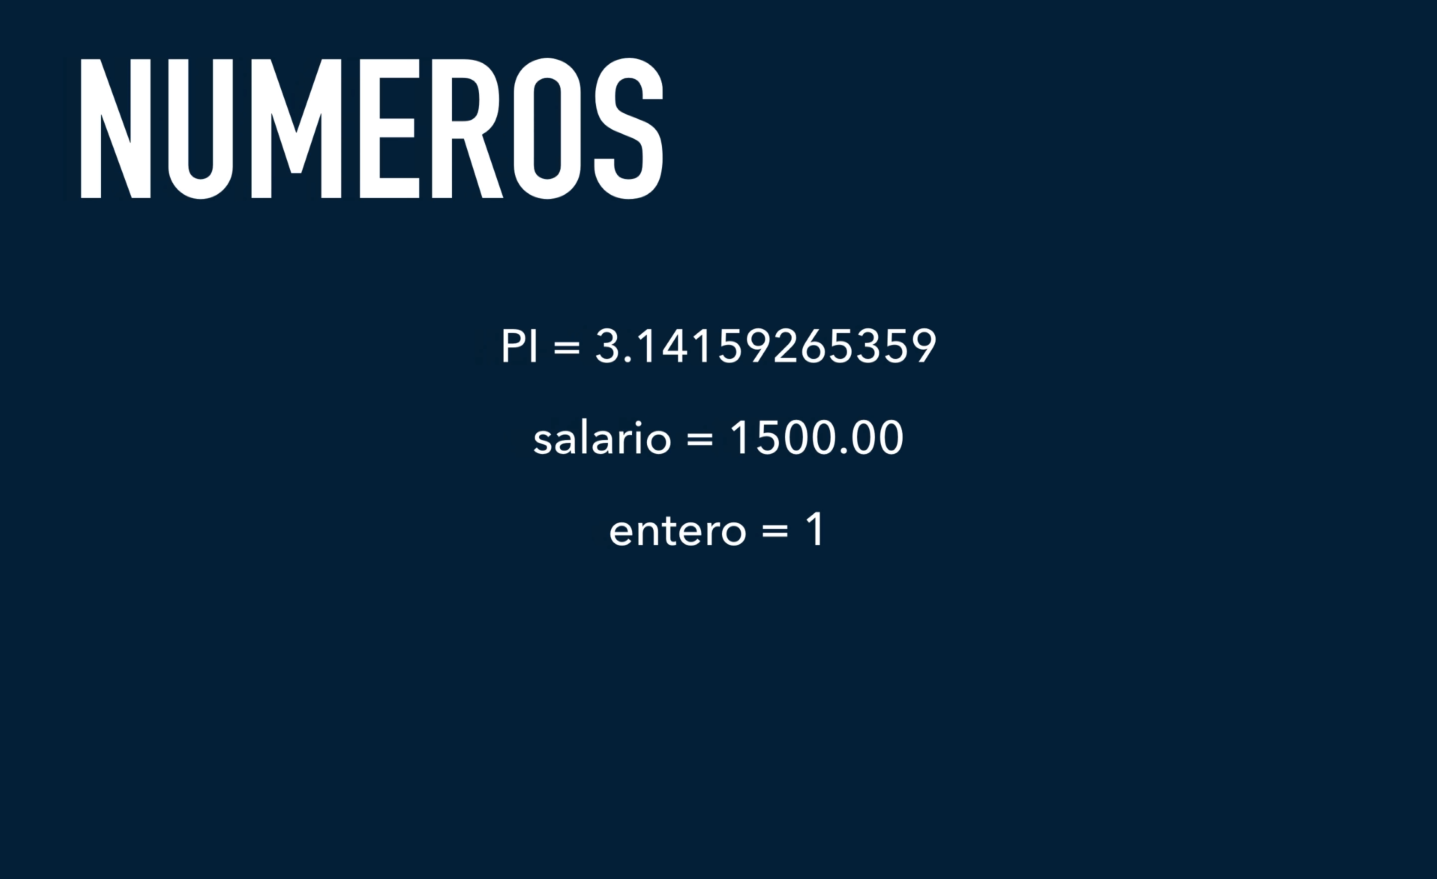 NUMEROS
PI = 3.14159265359
salario = 1500.00
entero = 1